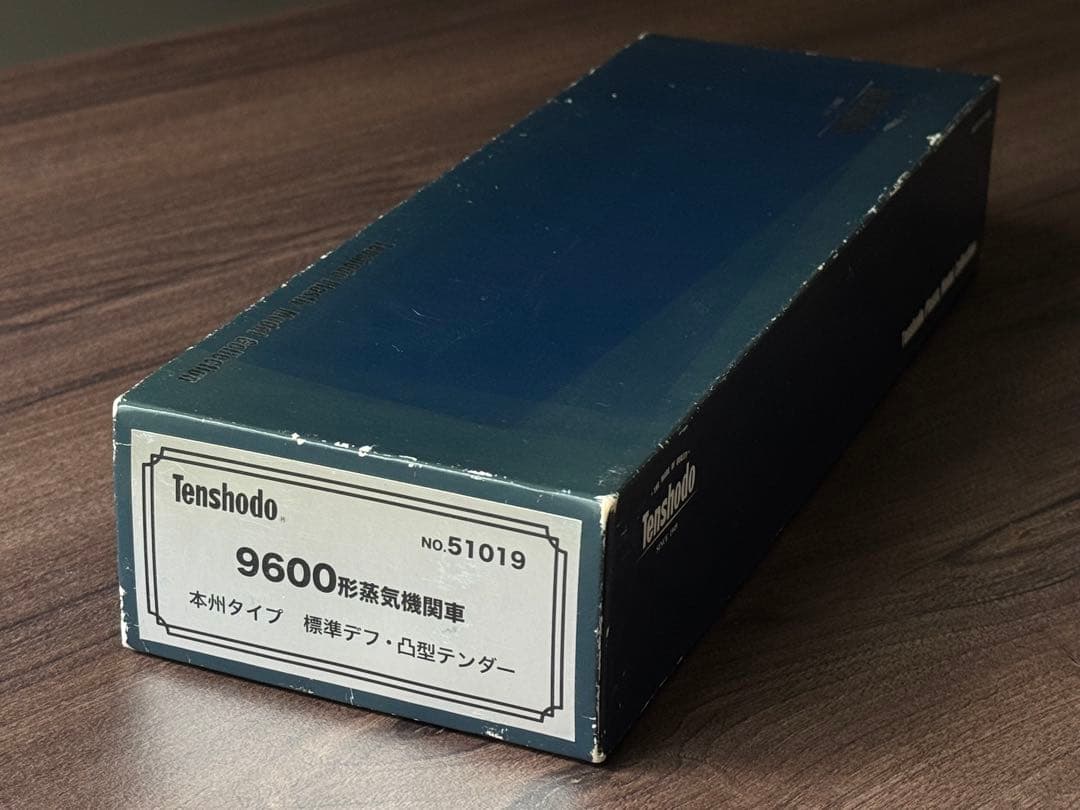 Tenshodo
NO.51019
9600形蒸気機関車
本州タイプ 標準デフ・凸型テンダー
Tenshodo